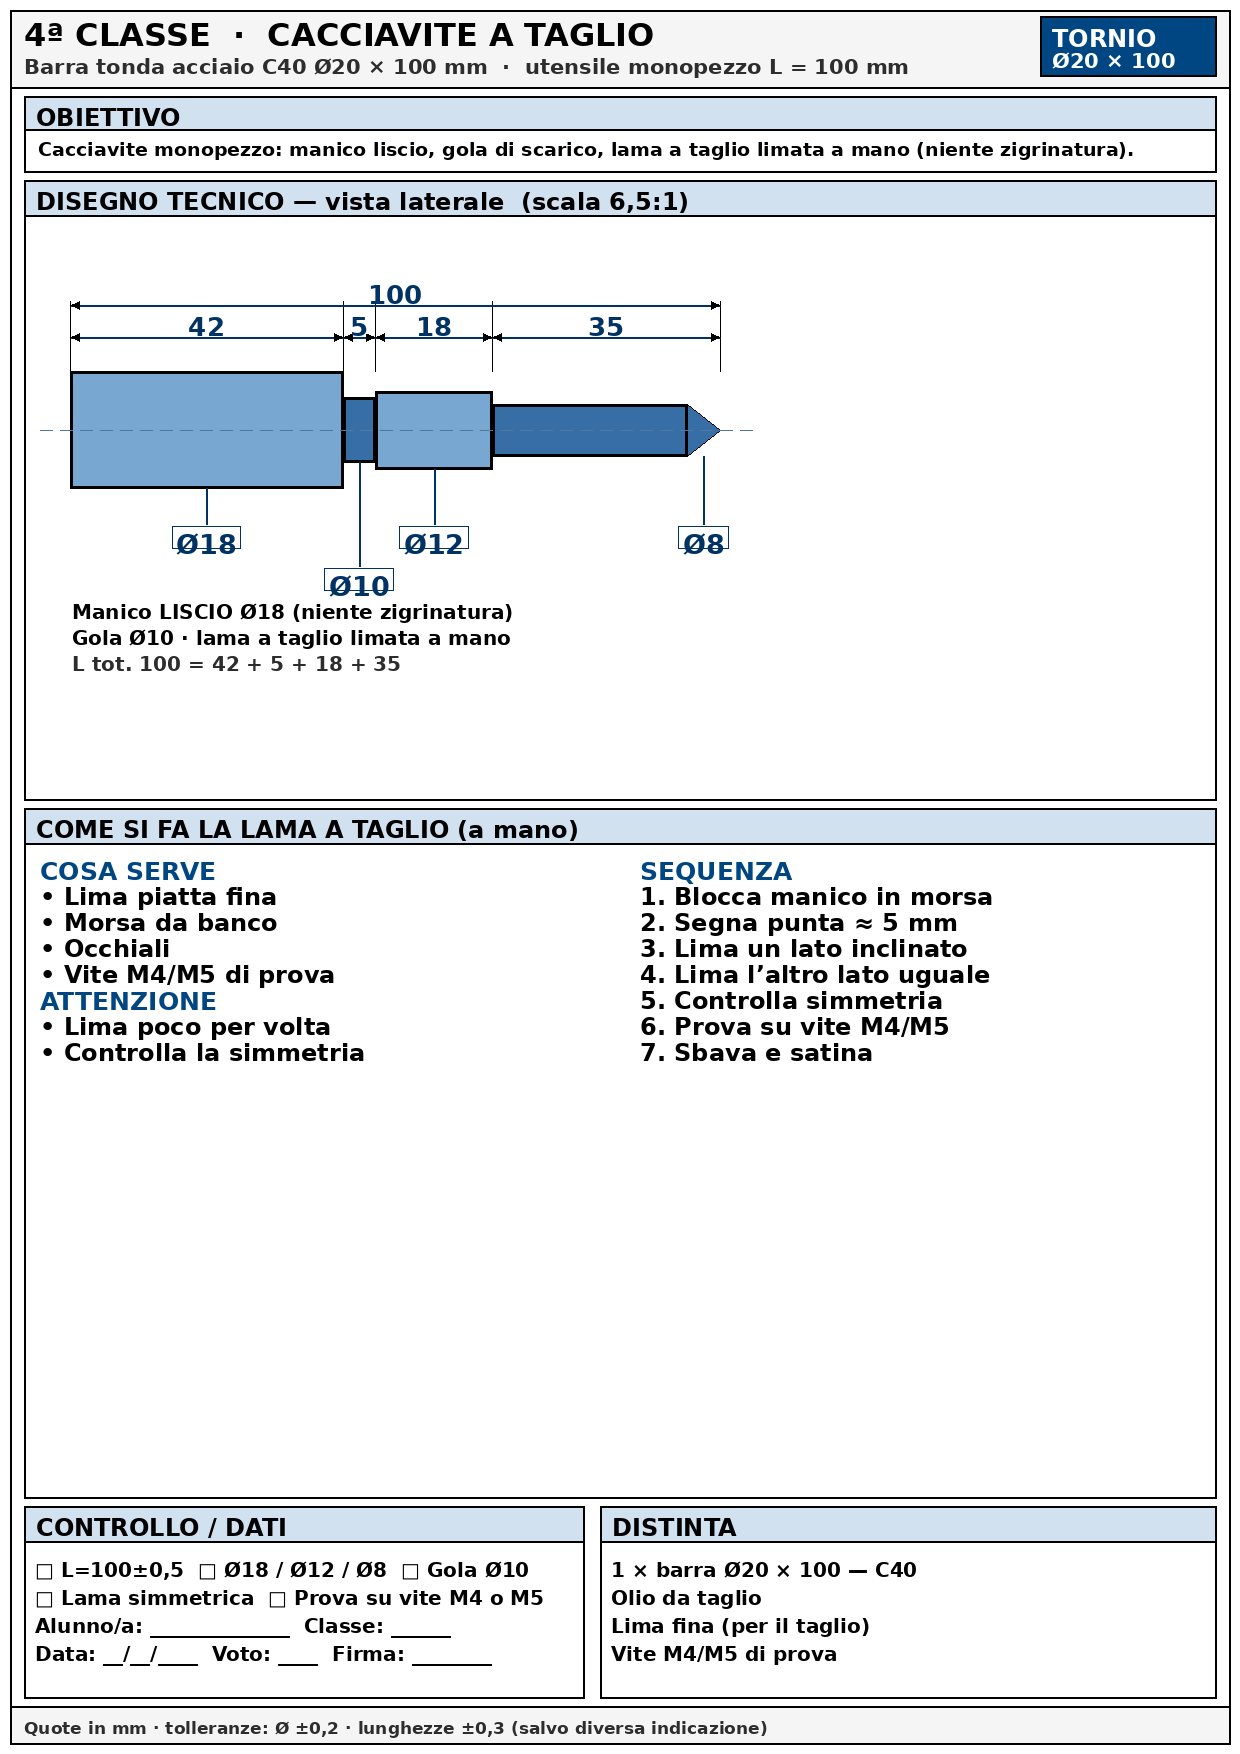 4ª CLASSE · CACCIAVITE A TAGLIO
Barra tonda acciaio C40 Ø20 × 100 mm · utensile monopezzo L = 100 mm
TORNIO
Ø20 × 100
OBIETTIVO
Cacciavite monopezzo: manico liscio, gola di scarico, lama a taglio limata a mano (niente zigrinatura).
DISEGNO TECNICO — vista laterale (scala 6,5:1)
100
42 5 18 35
Ø18 Ø12 Ø8
Ø10
Manico LISCIO Ø18 (niente zigrinatura)
Gola Ø10 · lama a taglio limata a mano
L tot. 100 = 42 + 5 + 18 + 35
COME SI FA LA LAMA A TAGLIO (a mano)
COSA SERVE
• Lima piatta fina
• Morsa da banco
• Occhiali
• Vite M4/M5 di prova
ATTENZIONE
• Lima poco per volta
• Controlla la simmetria
SEQUENZA
1. Blocca manico in morsa
2. Segna punta ≈ 5 mm
3. Lima un lato inclinato
4. Lima l’altro lato uguale
5. Controlla simmetria
6. Prova su vite M4/M5
7. Sbava e satina
CONTROLLO / DATI
□ L=100±0,5 □ Ø18 / Ø12 / Ø8 □ Gola Ø10
□ Lama simmetrica □ Prova su vite M4 o M5
Alunno/a: ______________ Classe: ______
Data: __/__/____ Voto: ____ Firma: ________
DISTINTA
1 × barra Ø20 × 100 — C40
Olio da taglio
Lima fina (per il taglio)
Vite M4/M5 di prova
Quote in mm · tolleranze: Ø ±0,2 · lunghezze ±0,3 (salvo diversa indicazione)